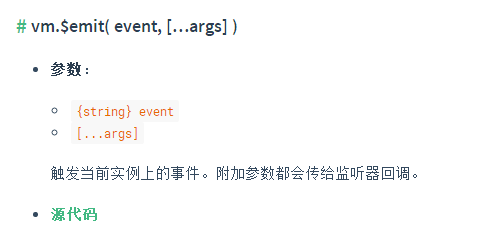 # vm.$emit( event, [...args] )
参数：
{string} event
[...args]
触发当前实例上的事件。附加参数都会传给监听器回调。
源代码